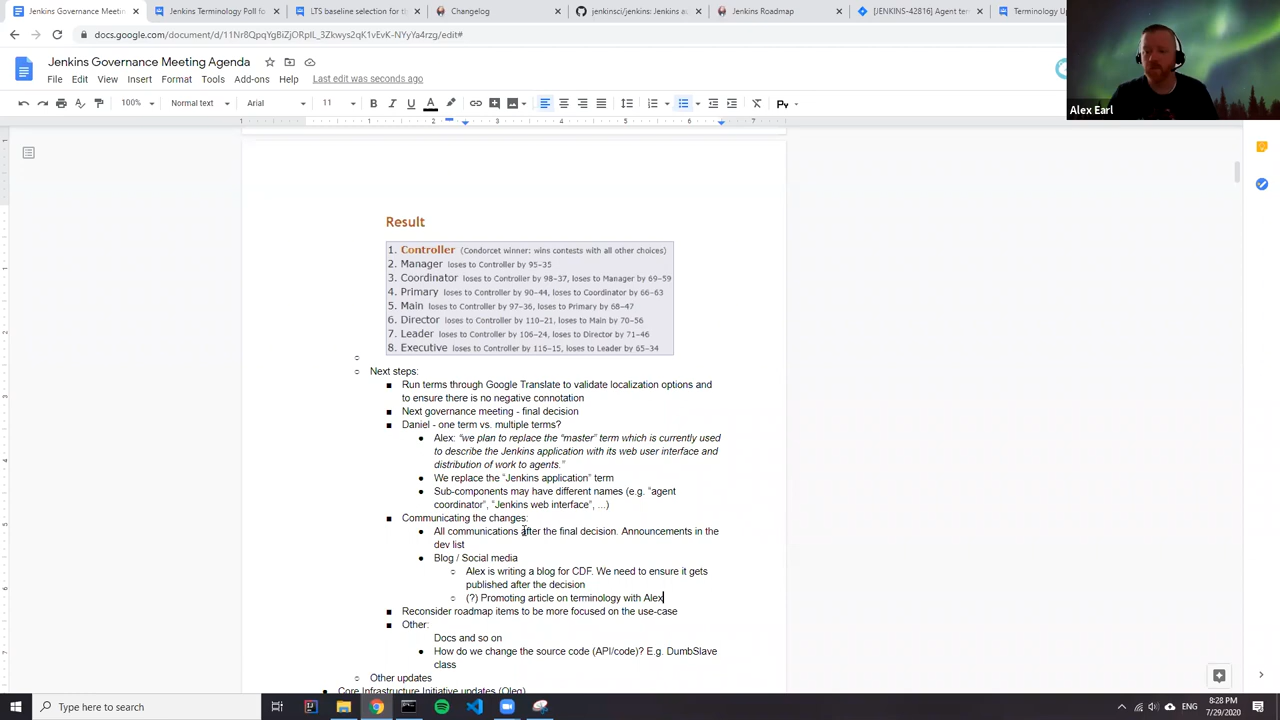 Jenkins Governance Meeting
Jenkins Terminology Poll fo
LTS baseline selection for t
Changelog
jenkinsci/jenkins: Jenkins a
Jenkins Roadmap
[JENKINS-42816] Agent ter
Terminology Up
docs.google.com/document/d/11Nr8QpqYgBiZjORpIL_3Zkwys2qK1vEvK-NYyYa4rzg/edit#
Jenkins Governance Meeting Agenda
File Edit View Insert Format Tools Add-ons Help Last edit was seconds ago
100% Normal text Arial 11
1 1 2 3 4 5 6 7
Alex Earl
Result
1. Controller (Condorcet winner: wins contests with all other choices)
2. Manager loses to Controller by 95–35
3. Coordinator loses to Controller by 98–37, loses to Manager by 69–59
4. Primary loses to Controller by 90–44, loses to Coordinator by 66–63
5. Main loses to Controller by 97–36, loses to Primary by 68–47
6. Director loses to Controller by 110–21, loses to Main by 70–56
7. Leader loses to Controller by 106–24, loses to Director by 71–46
8. Executive loses to Controller by 116–15, loses to Leader by 65–34
Next steps:
Run terms through Google Translate to validate localization options and
to ensure there is no negative connotation
Next governance meeting - final decision
Daniel - one term vs. multiple terms?
Alex: “we plan to replace the “master” term which is currently used
to describe the Jenkins application with its web user interface and
distribution of work to agents.”
We replace the “Jenkins application” term
Sub-components may have different names (e.g. “agent
coordinator”, “Jenkins web interface”, ...)
Communicating the changes:
All communications after the final decision. Announcements in the
dev list
Blog / Social media
Alex is writing a blog for CDF. We need to ensure it gets
published after the decision
(?) Promoting article on terminology with Alex
Reconsider roadmap items to be more focused on the use-case
Other:
Docs and so on
How do we change the source code (API/code)? E.g. DumbSlave
class
Other updates
Core Infrastructure Initiative updates (Oleg)
Type here to search
ENG
8:28 PM
7/29/2020